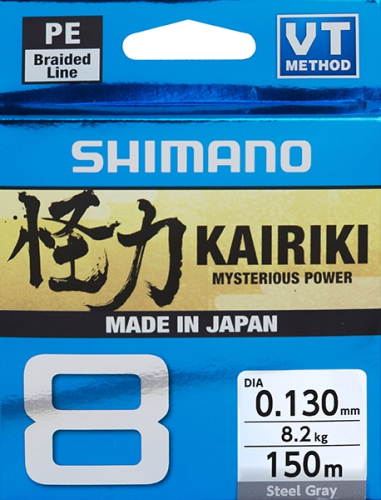 PE
Braided
Line
VT
METHOD
SHIMANO
怪力 KAIRIKI
MYSTERIOUS POWER
MADE IN JAPAN
8
DIA
0.130mm
8.2kg
150m
Steel Gray